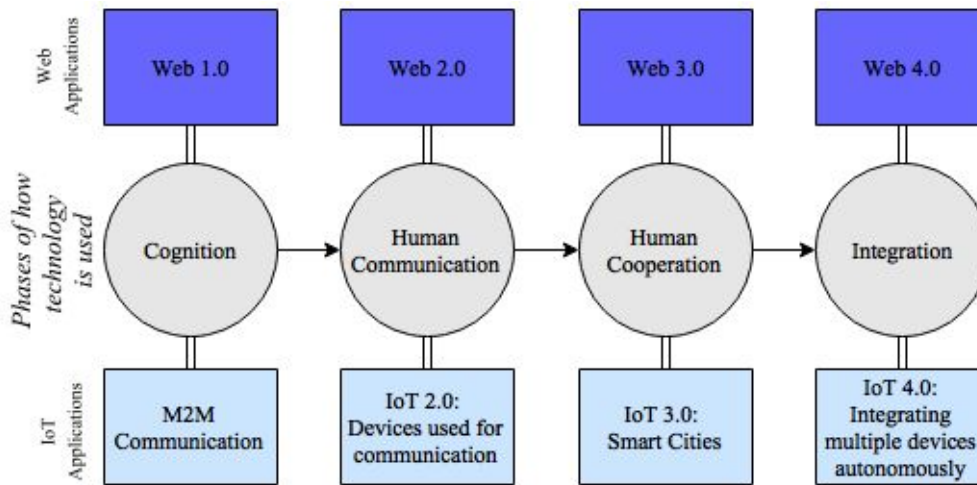 Web
Applications
Web 1.0
Web 2.0
Web 3.0
Web 4.0
Phases of how
technology
is used
Cognition
Human
Communication
Human
Cooperation
Integration
IoT
Applications
M2M
Communication
IoT 2.0:
Devices used for
communication
IoT 3.0:
Smart Cities
IoT 4.0:
Integrating
multiple devices
autonomously